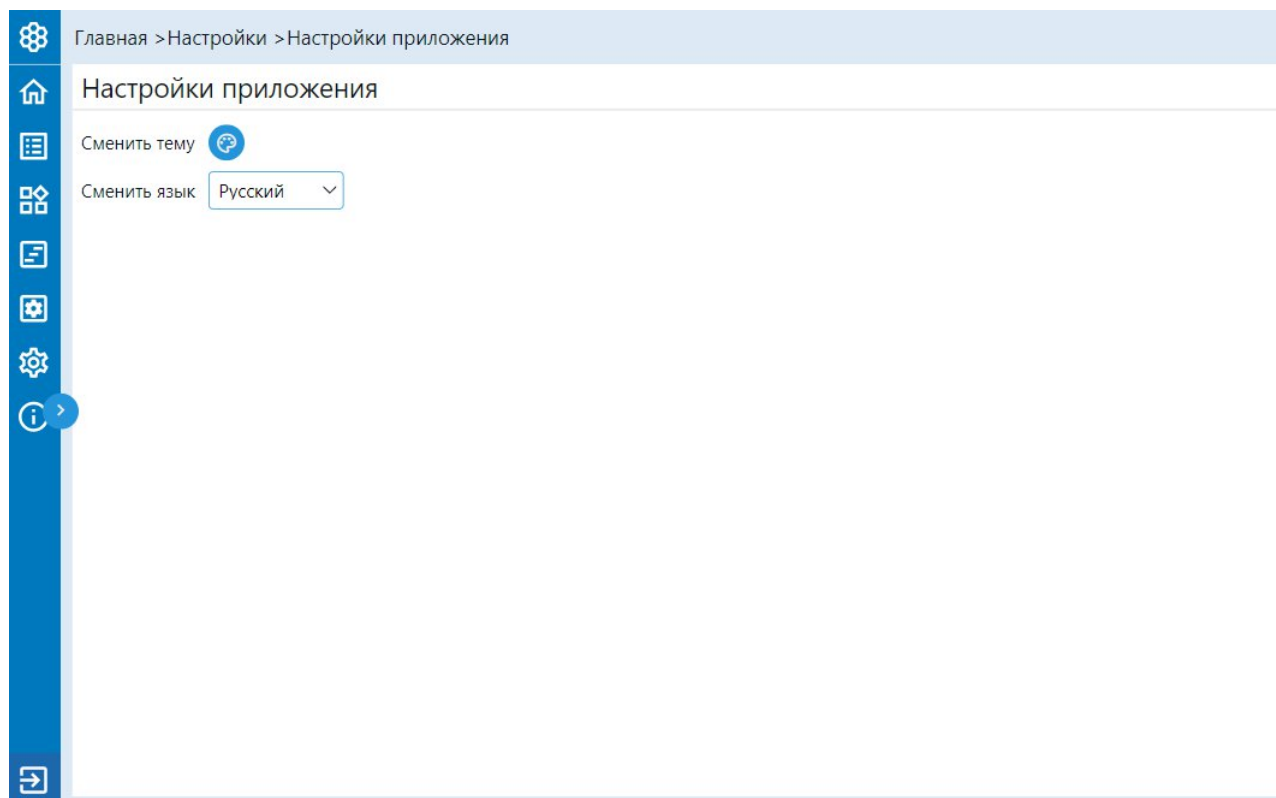 Главная >Настройки >Настройки приложения
Настройки приложения
Сменить тему
Сменить язык Русский